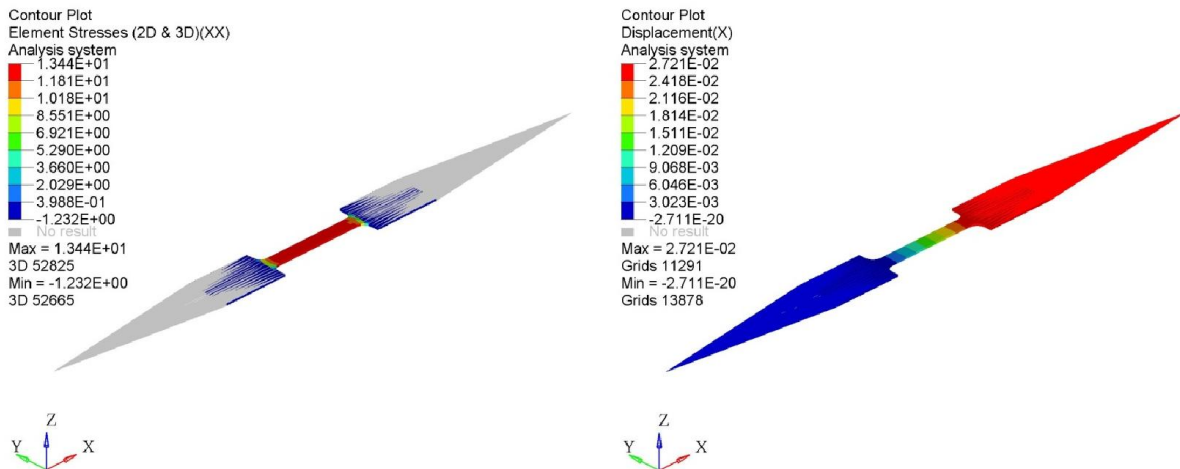 Contour Plot
Element Stresses (2D & 3D)(XX)
Analysis system
1.344E+01
1.181E+01
1.018E+01
8.551E+00
6.921E+00
5.290E+00
3.660E+00
2.029E+00
3.988E-01
-1.232E+00
No result
Max = 1.344E+01
3D 52825
Min = -1.232E+00
3D 52665
Z
Y
X
Contour Plot
Displacement(X)
Analysis system
2.721E-02
2.418E-02
2.116E-02
1.814E-02
1.511E-02
1.209E-02
9.068E-03
6.046E-03
3.023E-03
-2.711E-20
No result
Max = 2.721E-02
Grids 11291
Min = -2.711E-20
Grids 13878
Z
Y
X